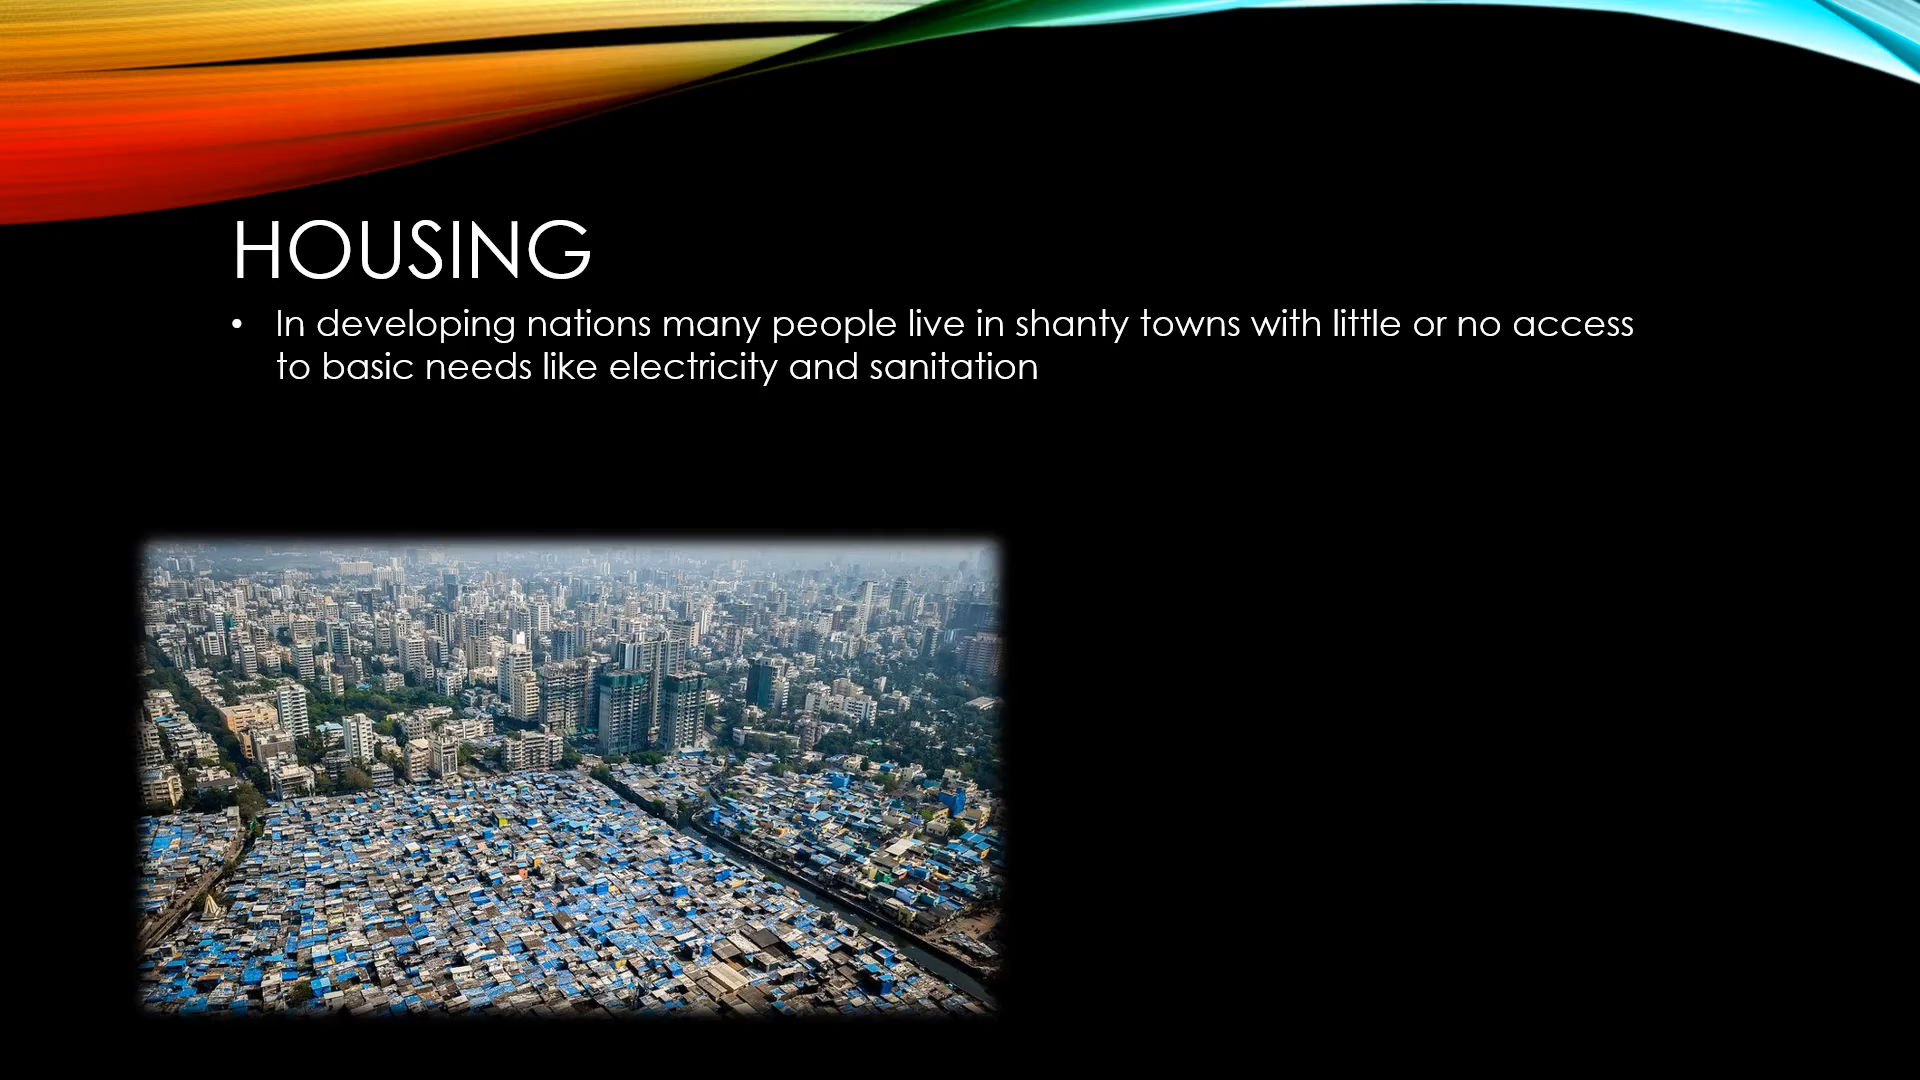 HOUSING
• In developing nations many people live in shanty towns with little or no access
to basic needs like electricity and sanitation